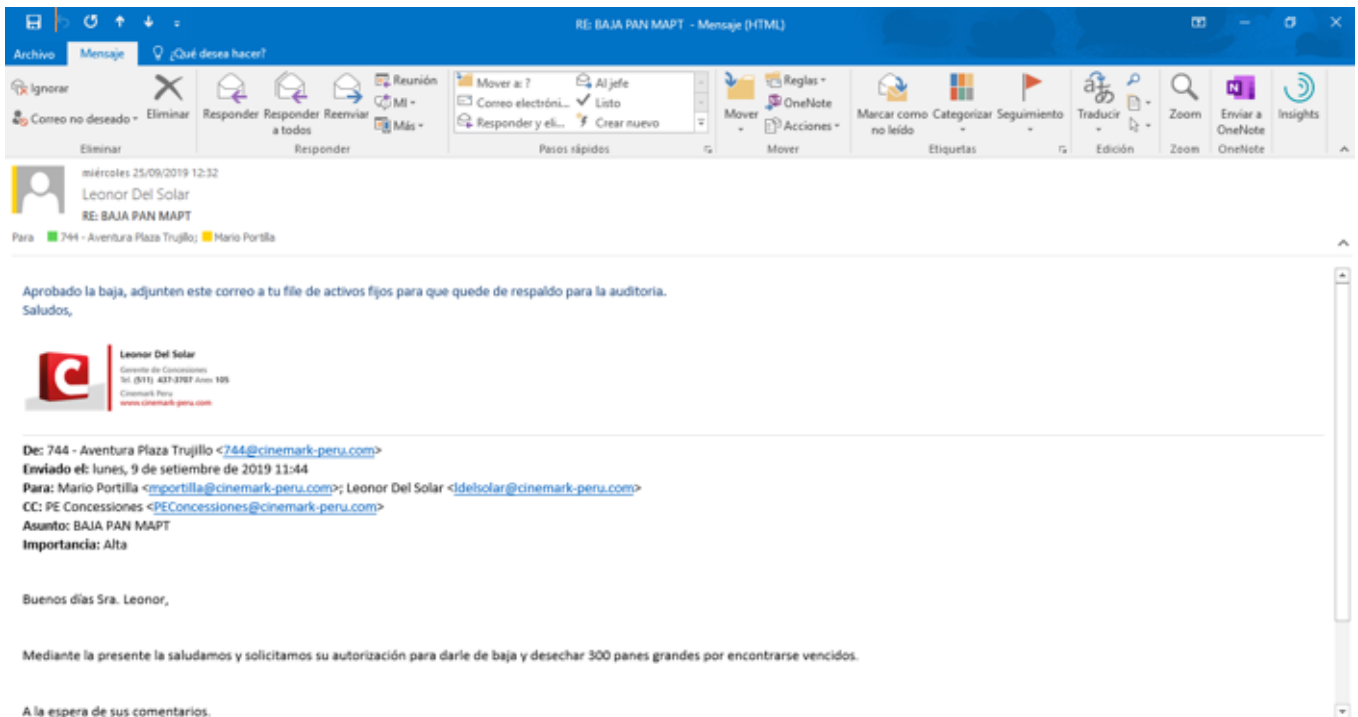 RE: BAJA PAN MAPT - Mensaje (HTML)
Archivo Mensaje ¿Qué desea hacer?
Ignorar
Correo no deseado
Eliminar
Responder
Responder a todos
Reenviar
Reunión
MI
Más
Mover a: ?
Correo electróni...
Responder y eli...
Al jefe
Listo
Crear nuevo
Mover
Reglas
OneNote
Acciones
Marcar como no leído
Categorizar
Seguimiento
Traducir
Zoom
Enviar a OneNote
Insights
Eliminar Responder Pasos rápidos Mover Etiquetas Edición Zoom OneNote
miércoles 25/09/2019 12:32
Leonor Del Solar
RE: BAJA PAN MAPT
Para 744 - Aventura Plaza Trujillo; Mario Portilla
Aprobado la baja, adjunten este correo a tu file de activos fijos para que quede de respaldo para la auditoria.
Saludos,
C
Leonor Del Solar
Gerente de Concesiones
Tel. (511) 437-3707 Anex 105
Cinemark Peru
www.cinemark-peru.com
De: 744 - Aventura Plaza Trujillo <744@cinemark-peru.com>
Enviado el: lunes, 9 de setiembre de 2019 11:44
Para: Mario Portilla <mportilla@cinemark-peru.com>; Leonor Del Solar <ldelsolar@cinemark-peru.com>
CC: PE Concessiones <PEConcessiones@cinemark-peru.com>
Asunto: BAJA PAN MAPT
Importancia: Alta
Buenos días Sra. Leonor,
Mediante la presente la saludamos y solicitamos su autorización para darle de baja y desechar 300 panes grandes por encontrarse vencidos.
A la espera de sus comentarios.